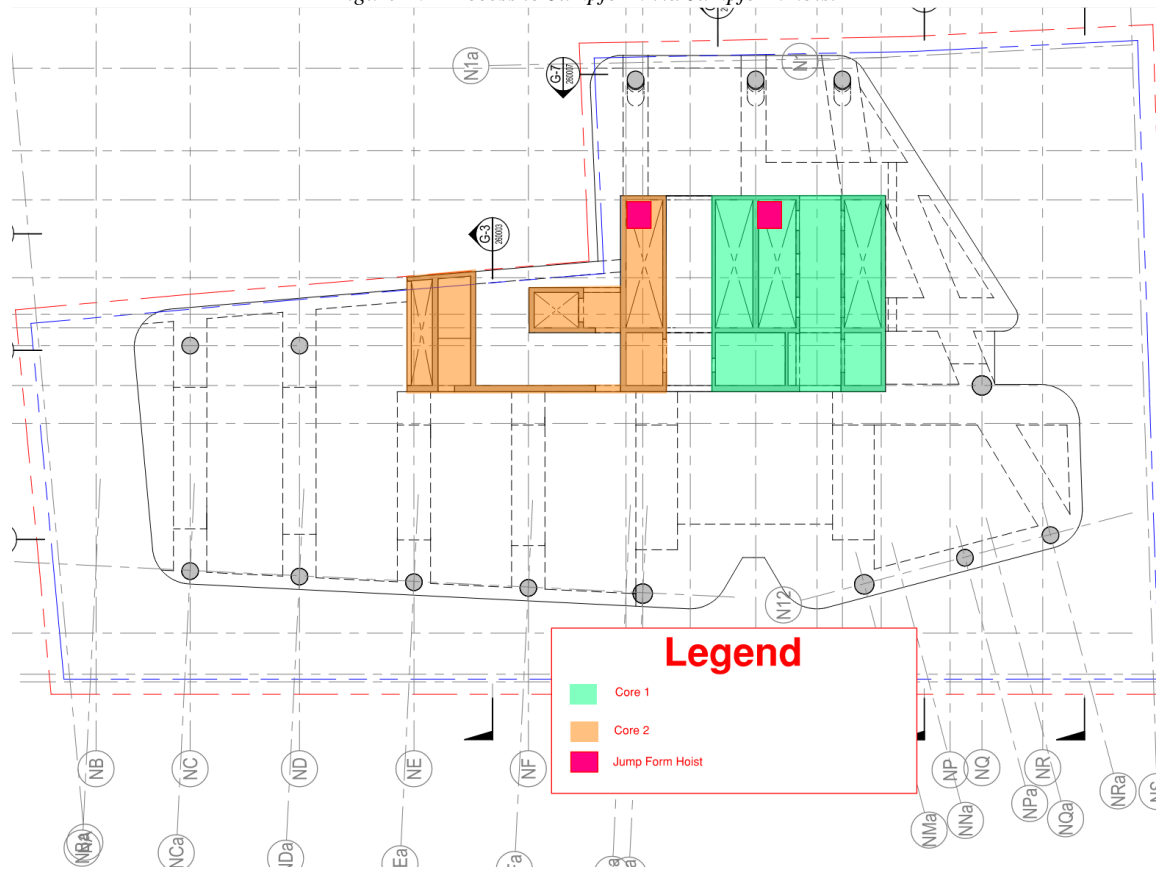 N1a
G-7
260007
N1
G-3
260003
N12
Legend
Core 1
Core 2
Jump Form Hoist
NB
NC
ND
NE
NF
NP
NQ
NR
NRa
NPa
NQa
NMa
NNa
NCa
NDa